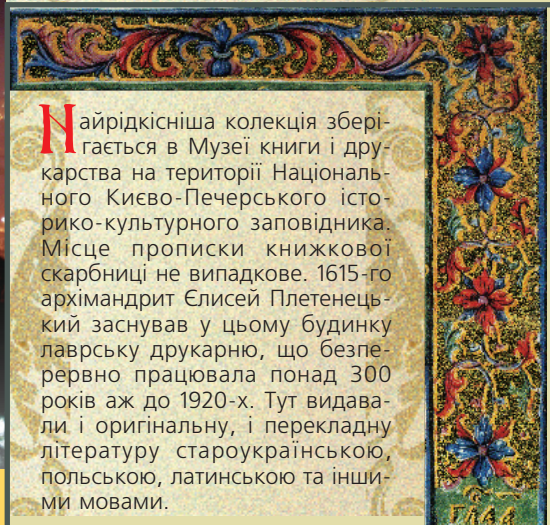 Найрідкісніша колекція збері-
гається в Музеї книги і дру-
карства на території Національ-
ного Києво-Печерського істо-
рико-культурного заповідника.
Місце прописки книжкової
скарбниці не випадкове. 1615-го
архімандрит Єлисей Плетенець-
кий заснував у цьому будинку
лаврську друкарню, що безпе-
рервно працювала понад 300
років аж до 1920-х. Тут видава-
ли і оригінальну, і перекладну
літературу староукраїнською,
польською, латинською та інши-
ми мовами.